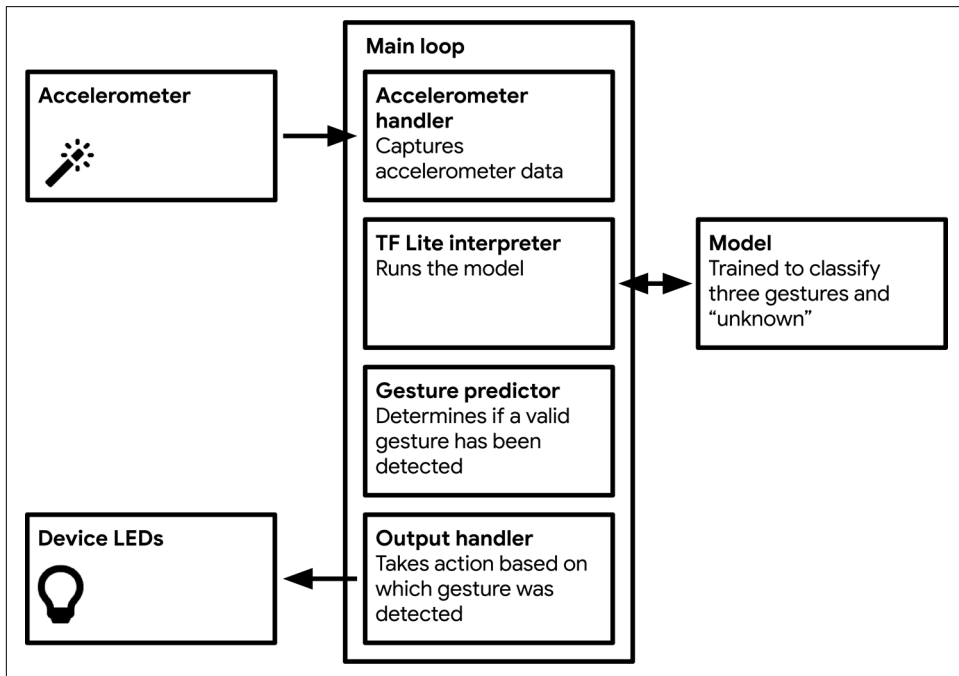 Main loop
Accelerometer
Accelerometer
handler
Captures
accelerometer data
TF Lite interpreter
Runs the model
Model
Trained to classify
three gestures and
“unknown”
Gesture predictor
Determines if a valid
gesture has been
detected
Device LEDs
Output handler
Takes action based on
which gesture was
detected